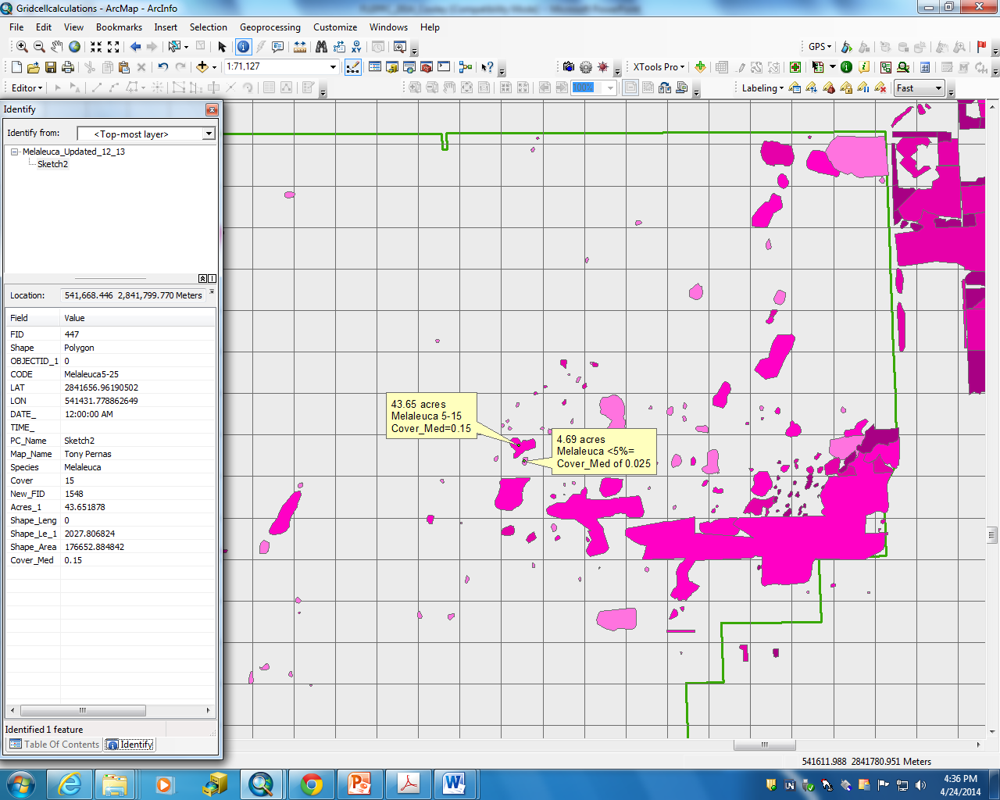 Gridcellcalculations - ArcMap - ArcInfo
File Edit View Bookmarks Insert Selection Geoprocessing Customize Windows Help
GPS
1:71,127
XTools Pro
Editor
100%
Labeling
Fast
Identify
Identify from: <Top-most layer>
Melaleuca_Updated_12_13
Sketch2
Location: 541,668.446 2,841,799.770 Meters
Field Value
FID 447
Shape Polygon
OBJECTID_1 0
CODE Melaleuca5-25
LAT 2841656.96190502
LON 541431.778862649
DATE_ 12:00:00 AM
TIME_
PC_Name Sketch2
Map_Name Tony Pernas
Species Melaleuca
Cover 15
New_FID 1548
Acres_1 43.651878
Shape_Leng 0
Shape_Le_1 2027.806824
Shape_Area 176652.884842
Cover_Med 0.15
Identified 1 feature
Table Of Contents Identify
43.65 acres
Melaleuca 5-15
Cover_Med=0.15
4.69 acres
Melaleuca <5%=
Cover_Med of 0.025
541611.988 2841780.951 Meters
4:36 PM
4/24/2014